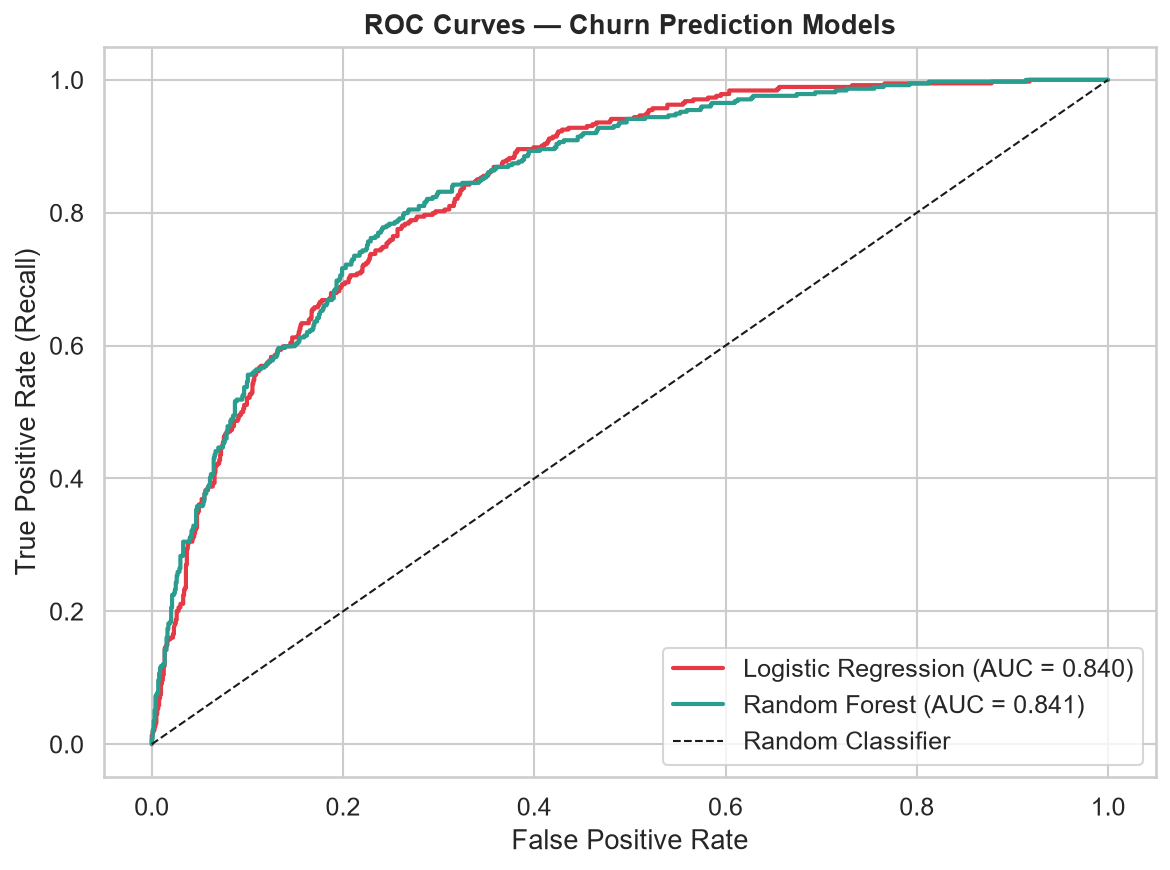 ROC Curves — Churn Prediction Models
True Positive Rate (Recall)
1.0
0.8
0.6
0.4
0.2
0.0
Logistic Regression (AUC = 0.840)
Random Forest (AUC = 0.841)
Random Classifier
0.0 0.2 0.4 0.6 0.8 1.0
False Positive Rate